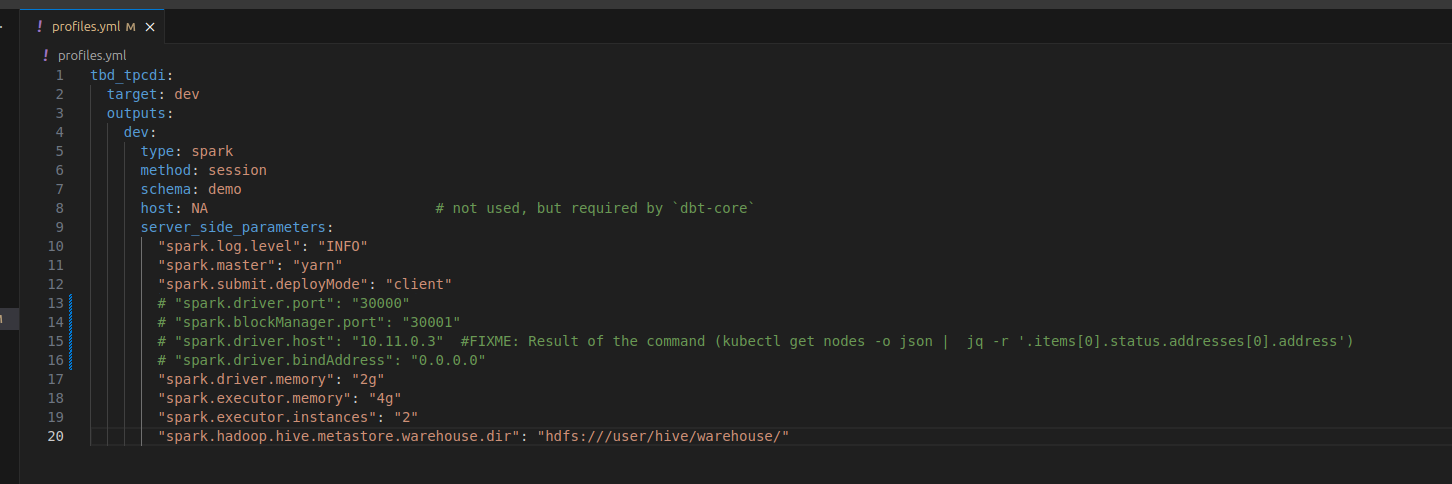 ! profiles.yml M ×
! profiles.yml
1 tbd_tpcdi:
2 target: dev
3 outputs:
4 dev:
5 type: spark
6 method: session
7 schema: demo
8 host: NA # not used, but required by `dbt-core`
9 server_side_parameters:
10 "spark.log.level": "INFO"
11 "spark.master": "yarn"
12 "spark.submit.deployMode": "client"
13 # "spark.driver.port": "30000"
14 # "spark.blockManager.port": "30001"
15 # "spark.driver.host": "10.11.0.3" #FIXME: Result of the command (kubectl get nodes -o json | jq -r '.items[0].status.addresses[0].address')
16 # "spark.driver.bindAddress": "0.0.0.0"
17 "spark.driver.memory": "2g"
18 "spark.executor.memory": "4g"
19 "spark.executor.instances": "2"
20 "spark.hadoop.hive.metastore.warehouse.dir": "hdfs:///user/hive/warehouse/"